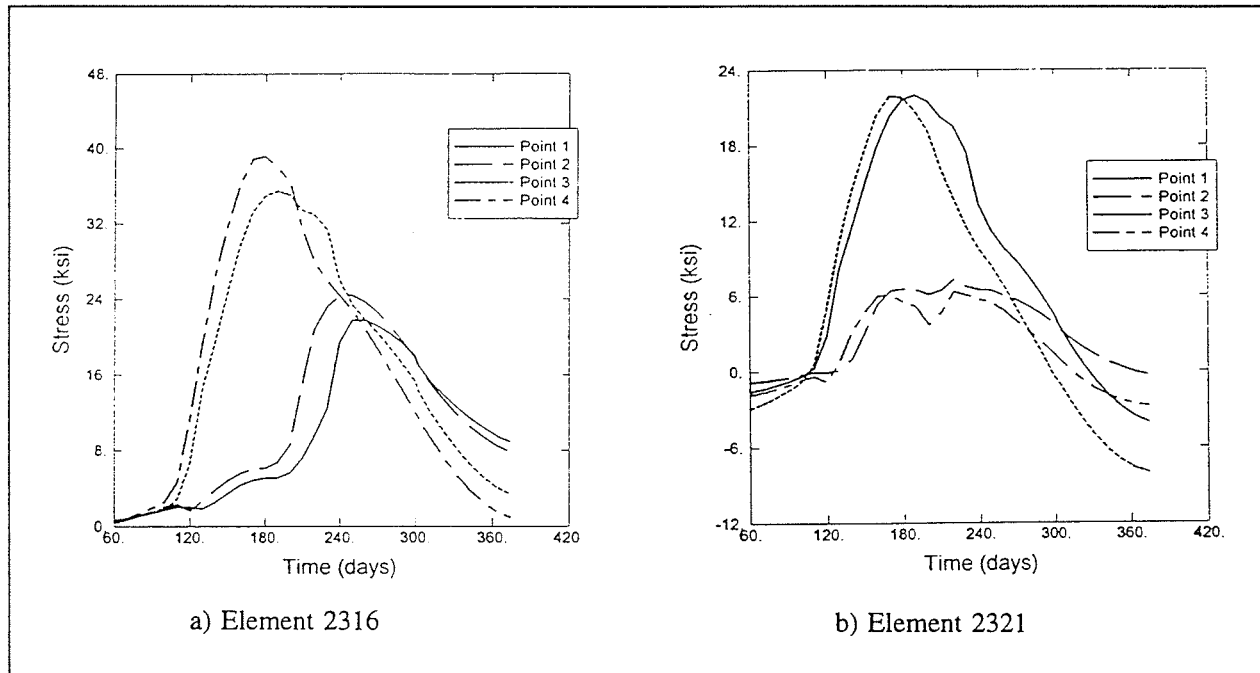 48.
40.
32.
24.
16.
8.
0.
60.
120.
180.
240.
300.
360.
420.
Stress (ksi)
Time (days)
Point 1
Point 2
Point 3
Point 4
a) Element 2316
24.
18.
12.
6.
0.
-6.
-12.
60.
120.
180.
240.
300.
360.
420.
Stress (ksi)
Time (days)
Point 1
Point 2
Point 3
Point 4
b) Element 2321